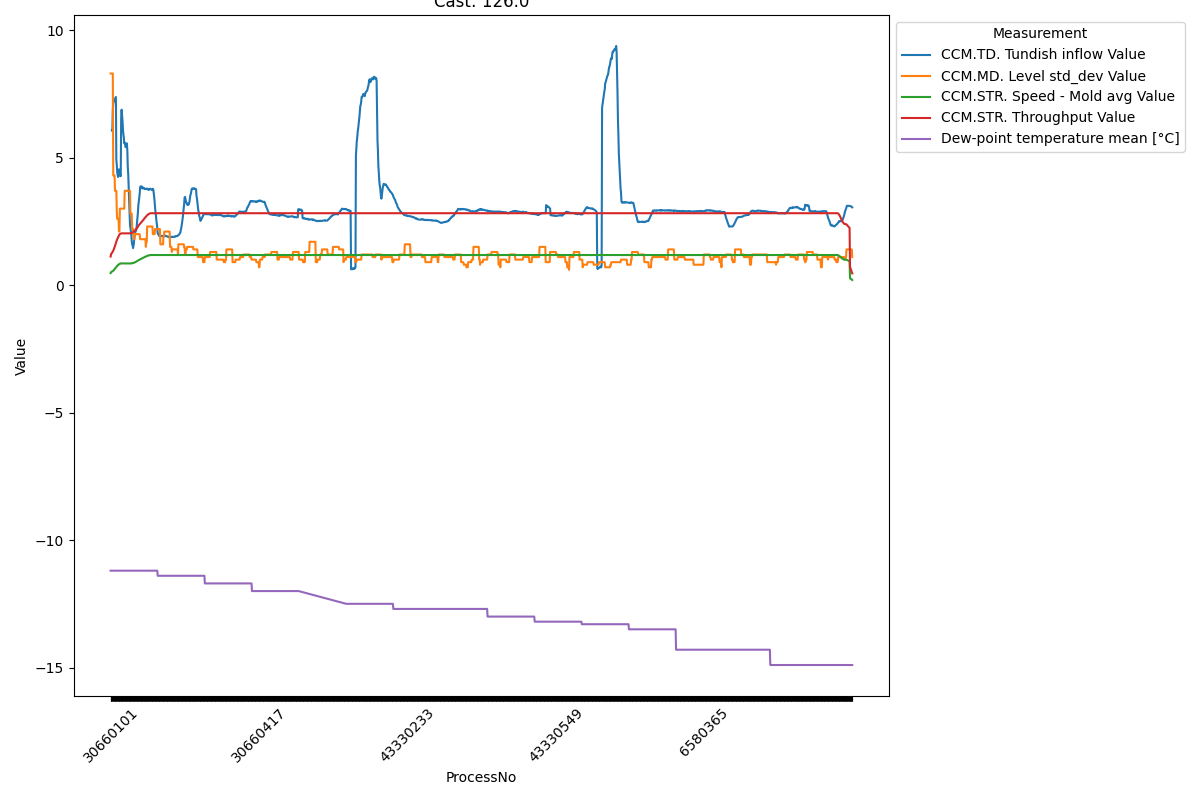 Cast: 126.0
Measurement
CCM.TD. Tundish inflow Value
CCM.MD. Level std_dev Value
CCM.STR. Speed - Mold avg Value
CCM.STR. Throughput Value
Dew-point temperature mean [°C]
Value
10
5
0
−5
−10
−15
30660101
30660417
43330233
43330549
6580365
ProcessNo